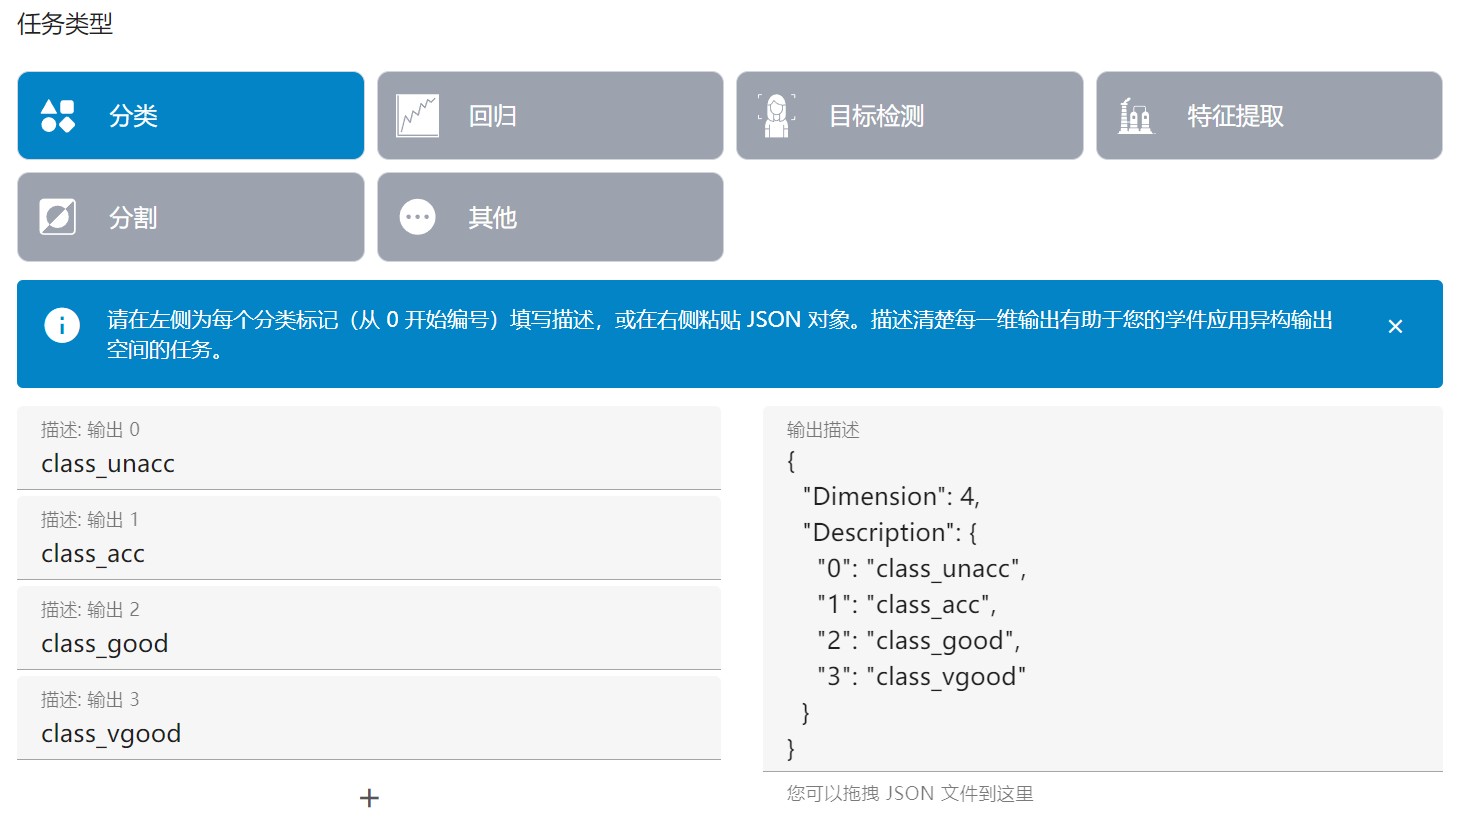 任务类型
分类
回归
目标检测
特征提取
分割
其他
请在左侧为每个分类标记（从 0 开始编号）填写描述，或在右侧粘贴 JSON 对象。描述清楚每一维输出有助于您的学件应用异构输出
空间的任务。
描述: 输出 0
class_unacc
描述: 输出 1
class_acc
描述: 输出 2
class_good
描述: 输出 3
class_vgood
输出描述
{
"Dimension": 4,
"Description": {
"0": "class_unacc",
"1": "class_acc",
"2": "class_good",
"3": "class_vgood"
}
}
您可以拖拽 JSON 文件到这里